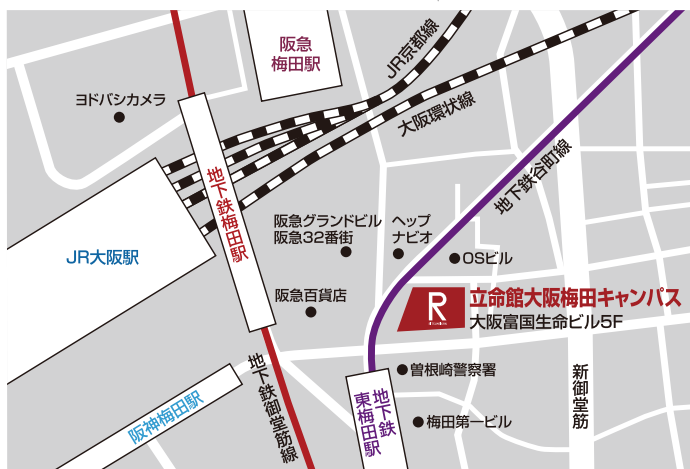 阪急
梅田駅
JR京都線
ヨドバシカメラ
大阪環状線
地下鉄谷町線
地下鉄梅田駅
阪急グランドビル
阪急32番街
ヘップ
ナビオ
OSビル
JR大阪駅
R
立命館大阪梅田キャンパス
大阪富国生命ビル5F
阪急百貨店
曽根崎警察署
新御堂筋
地下鉄御堂筋線
阪神梅田駅
地下鉄
東梅田駅
梅田第一ビル